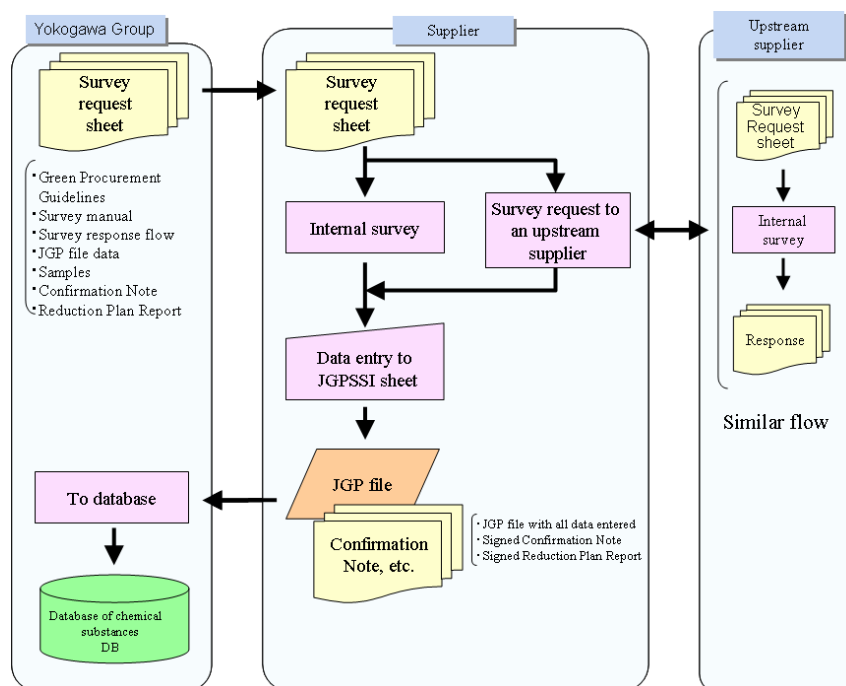 Yokogawa Group
Survey
request
sheet
・Green Procurement
Guidelines
・Survey manual
・Survey response flow
・JGP file data
・Samples
・Confirmation Note
・Reduction Plan Report
To database
Database of chemical
substances
DB
Supplier
Survey
request
sheet
Internal survey
Survey request to
an upstream
supplier
Data entry to
JGPSSI sheet
JGP file
Confirmation
Note, etc.
・JGP file with all data entered
・Signed Confirmation Note
・Signed Reduction Plan Report
Upstream
supplier
Survey
Request
sheet
Internal
survey
Response
Similar flow